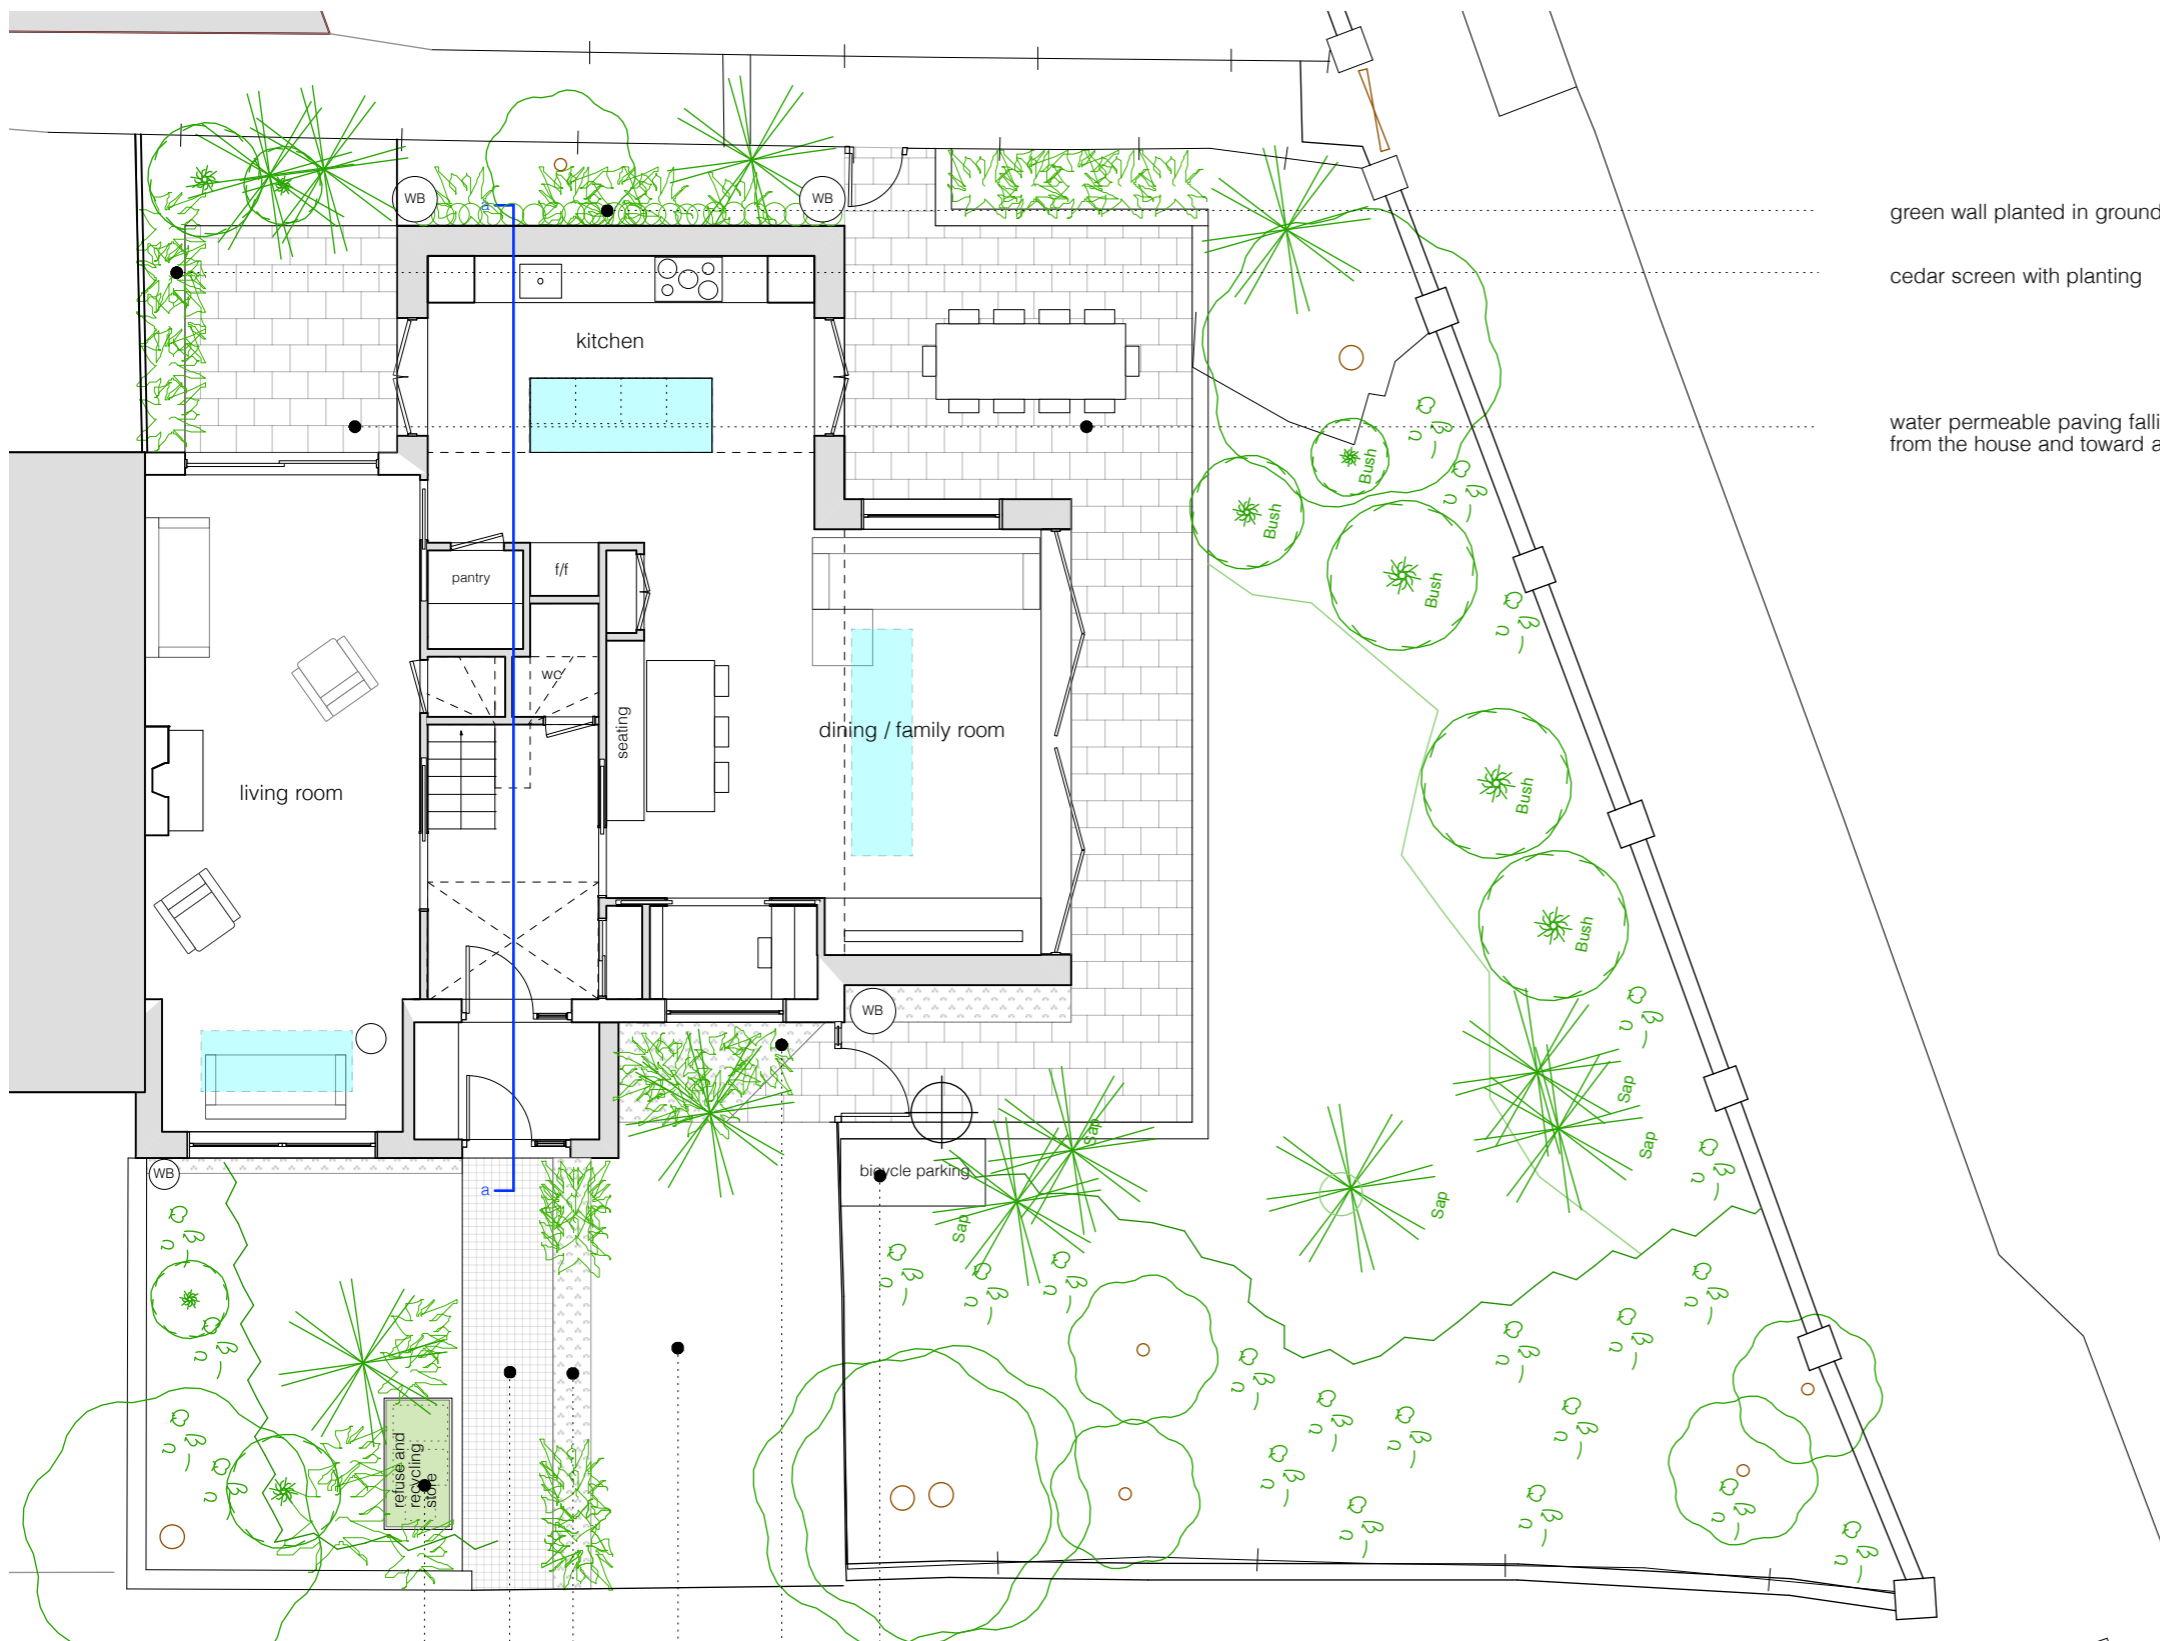 WB
WB
a
green wall planted in ground
cedar screen with planting
kitchen
water permeable paving falli
from the house and toward a
Bush
Bush
Bush
pantry
f/f
wc
seating
dining / family room
living room
Bush
Bush
WB
Sap
Sap
Sap
WB
a
bicycle parking
Sap
Sap
refuse and
recycling
store